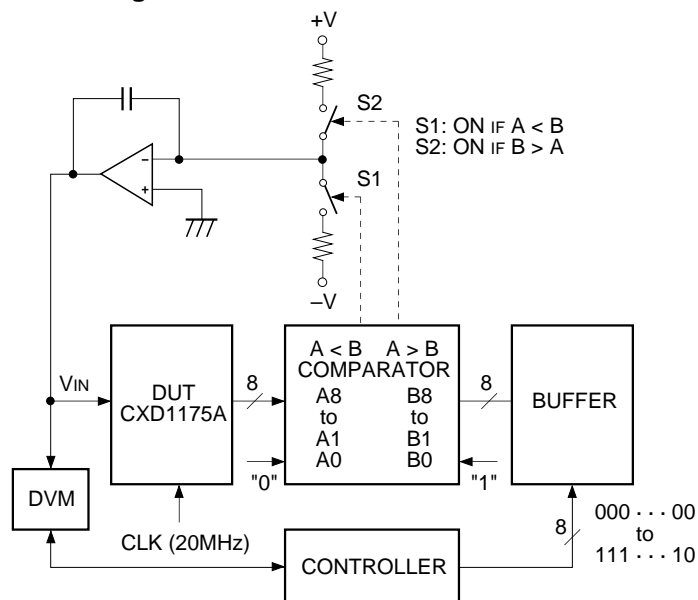 +V
S2
S1: ON IF A < B
S2: ON IF B > A
–
+
S1
–V
A < B A > B
COMPARATOR
VIN
DUT
CXD1175A
8
A8
to
A1
A0
B8
to
B1
B0
8
BUFFER
"0"
"1"
DVM
CLK (20MHz)
CONTROLLER
8
000 · · · 00
to
111 · · · 10